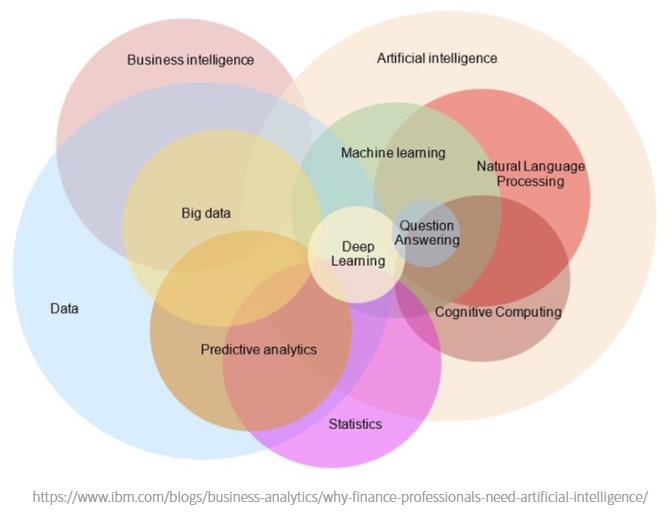 Business intelligence
Artificial intelligence
Machine learning
Natural Language
Processing
Big data
Question
Answering
Deep
Learning
Data
Cognitive Computing
Predictive analytics
Statistics
https://www.ibm.com/blogs/business-analytics/why-finance-professionals-need-artificial-intelligence/